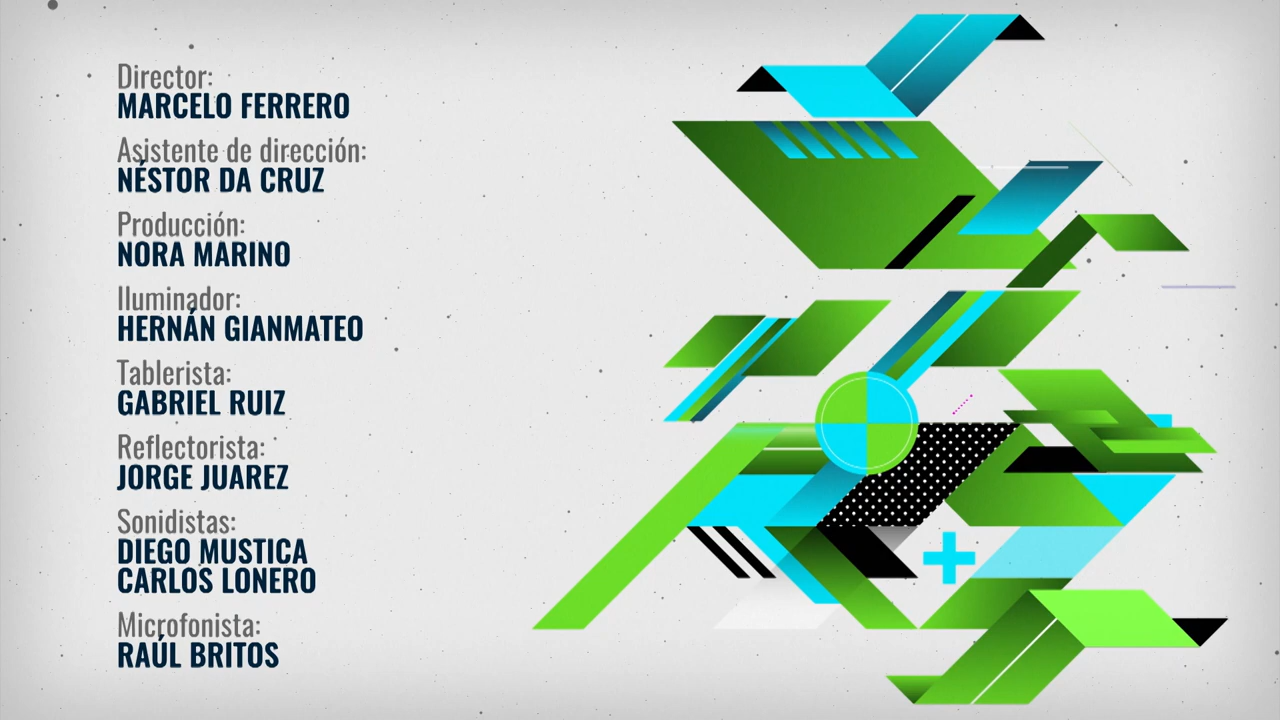 Director:
MARCELO FERRERO
Asistente de dirección:
NÉSTOR DA CRUZ
Producción:
NORA MARINO
Iluminador:
HERNÁN GIANMATEO
Tablerista:
GABRIEL RUIZ
Reflectorista:
JORGE JUAREZ
Sonidistas:
DIEGO MUSTICA
CARLOS LONERO
Microfonista:
RAÚL BRITOS